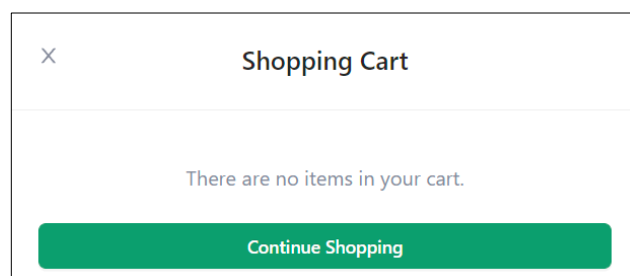 Shopping Cart
There are no items in your cart.
Continue Shopping